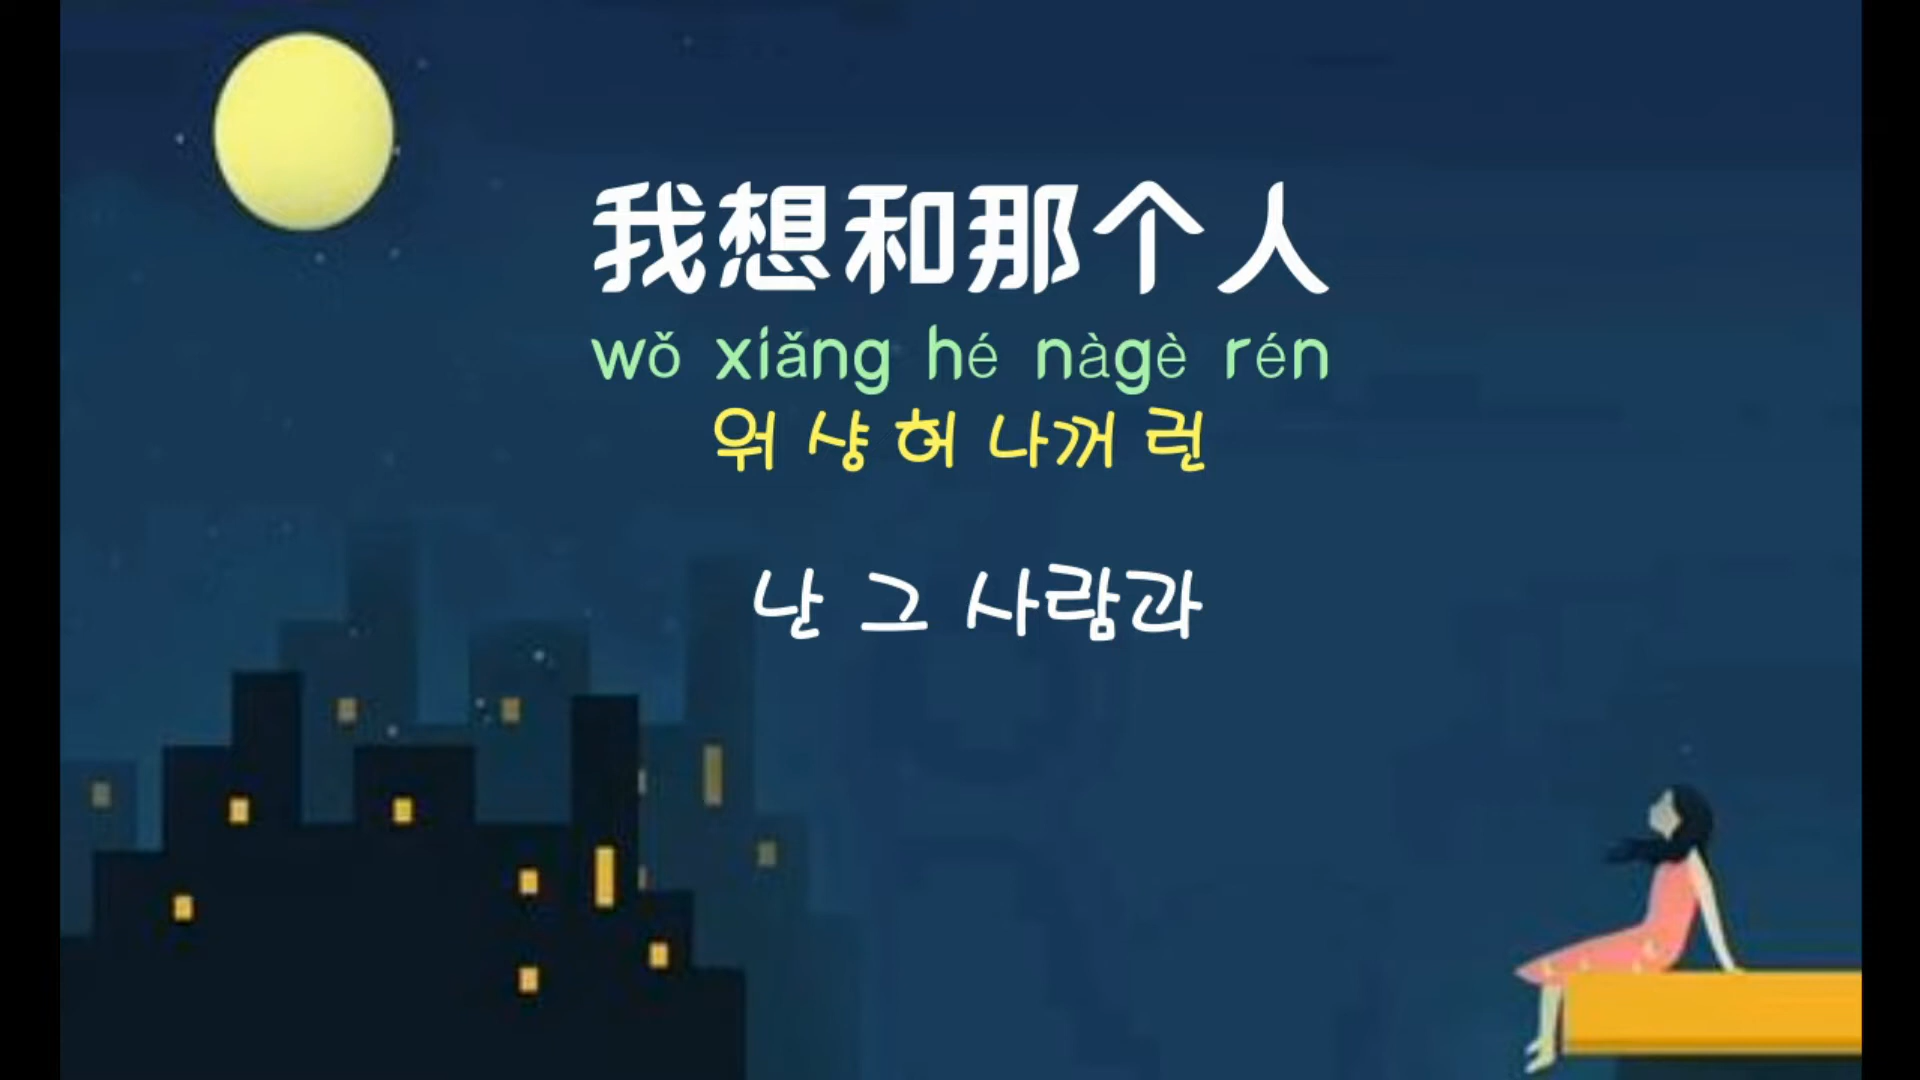 我想和那个人
wǒ xiǎng hé nàgè rén
워 샹 허 나꺼 런
난 그 사람과